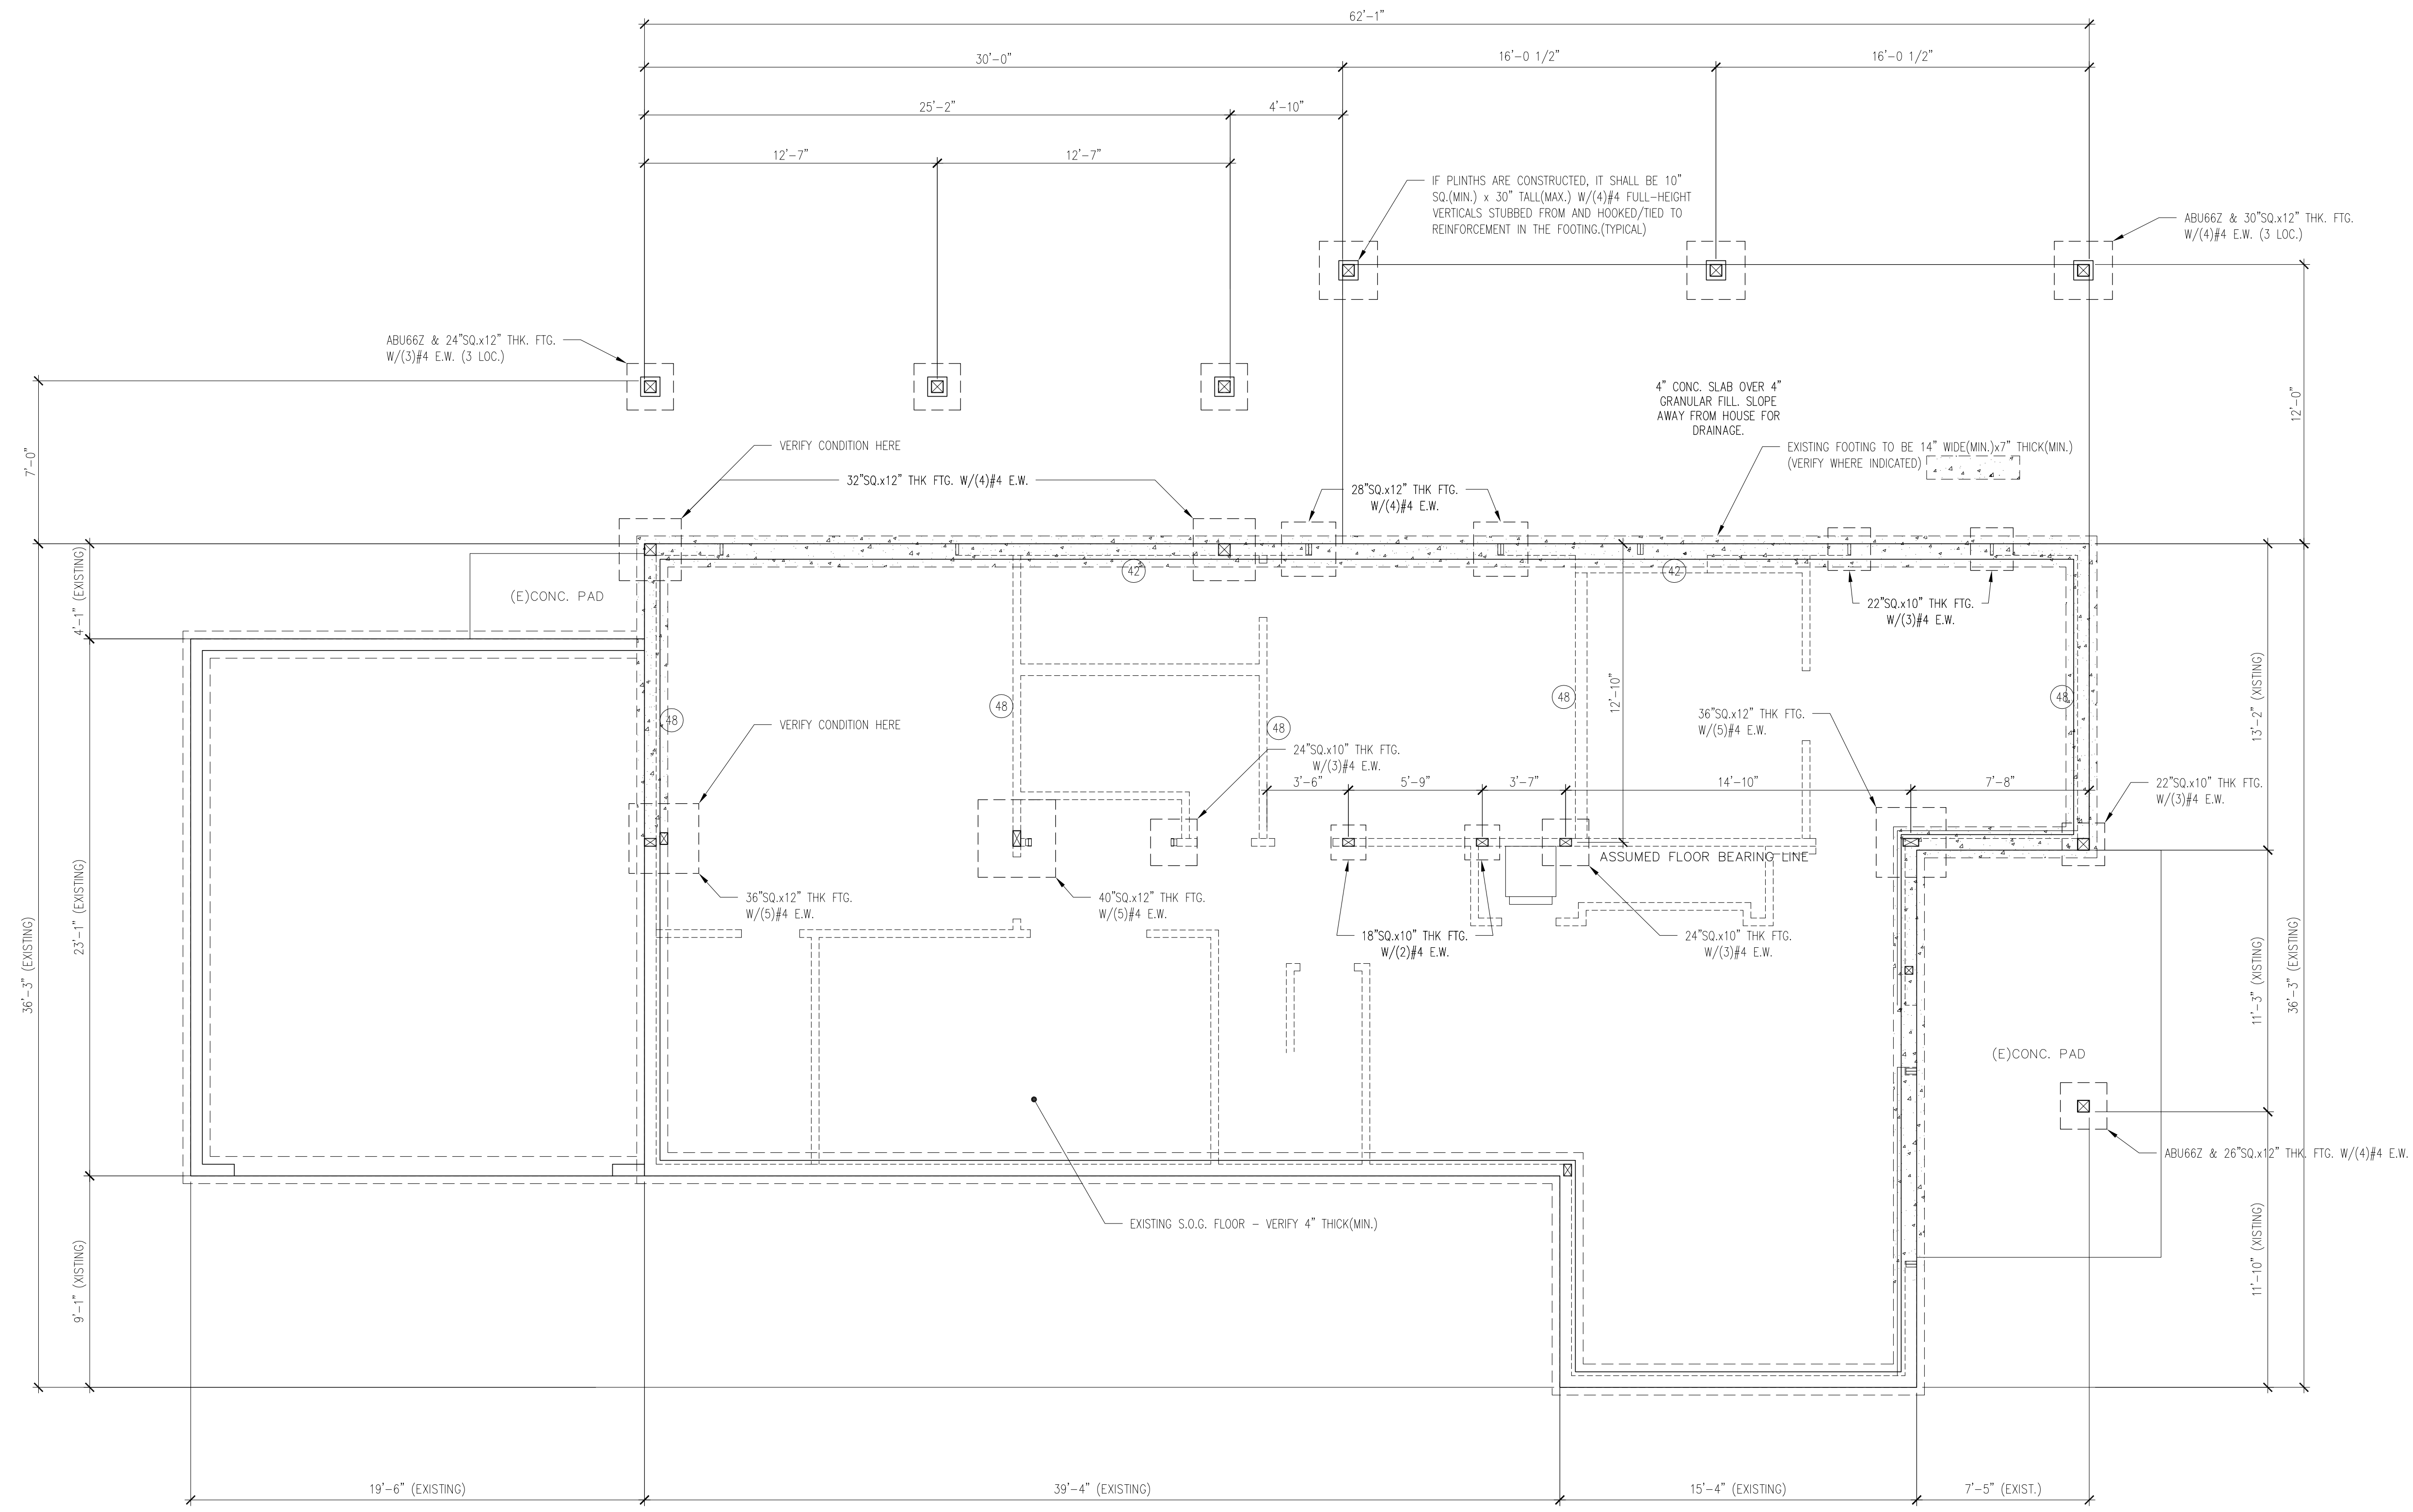 62'-1"
30'-0"
16'-0 1/2"
16'-0 1/2"
25'-2"
4'-10"
12'-7"
12'-7"
IF PLINTHS ARE CONSTRUCTED, IT SHALL BE 10"
SQ.(MIN.) x 30" TALL(MAX.) W/(4)#4 FULL-HEIGHT
VERTICALS STUBBED FROM AND HOOKED/TIED TO
REINFORCEMENT IN THE FOOTING.(TYPICAL)
ABU66Z & 30"SQ.x12" THK. FTG.
W/(4)#4 E.W. (3 LOC.)
ABU66Z & 24"SQ.x12" THK. FTG.
W/(3)#4 E.W. (3 LOC.)
4" CONC. SLAB OVER 4"
GRANULAR FILL. SLOPE
AWAY FROM HOUSE FOR
DRAINAGE.
12'-0"
7'-0"
VERIFY CONDITION HERE
EXISTING FOOTING TO BE 14" WIDE(MIN.)x7" THICK(MIN.)
(VERIFY WHERE INDICATED)
32"SQ.x12" THK FTG. W/(4)#4 E.W.
28"SQ.x12" THK FTG.
W/(4)#4 E.W.
42
42
4'-1" (EXISTING)
(E)CONC. PAD
22"SQ.x10" THK FTG.
W/(3)#4 E.W.
48
48
48
48
48
12'-10"
13'-2" (XISTING)
VERIFY CONDITION HERE
36"SQ.x12" THK FTG.
W/(5)#4 E.W.
24"SQ.x10" THK FTG.
W/(3)#4 E.W.
3'-6"
5'-9"
3'-7"
14'-10"
7'-8"
22"SQ.x10" THK FTG.
W/(3)#4 E.W.
ASSUMED FLOOR BEARING LINE
36"SQ.x12" THK FTG.
W/(5)#4 E.W.
40"SQ.x12" THK FTG.
W/(5)#4 E.W.
18"SQ.x10" THK FTG.
W/(2)#4 E.W.
24"SQ.x10" THK FTG.
W/(3)#4 E.W.
36'-3" (EXISTING)
23'-1" (EXISTING)
11'-3" (XISTING)
36'-3" (EXISTING)
(E)CONC. PAD
ABU66Z & 26"SQ.x12" THK. FTG. W/(4)#4 E.W.
EXISTING S.O.G. FLOOR - VERIFY 4" THICK(MIN.)
9'-1" (XISTING)
11'-10" (XISTING)
19'-6" (EXISTING)
39'-4" (EXISTING)
15'-4" (EXISTING)
7'-5" (EXIST.)